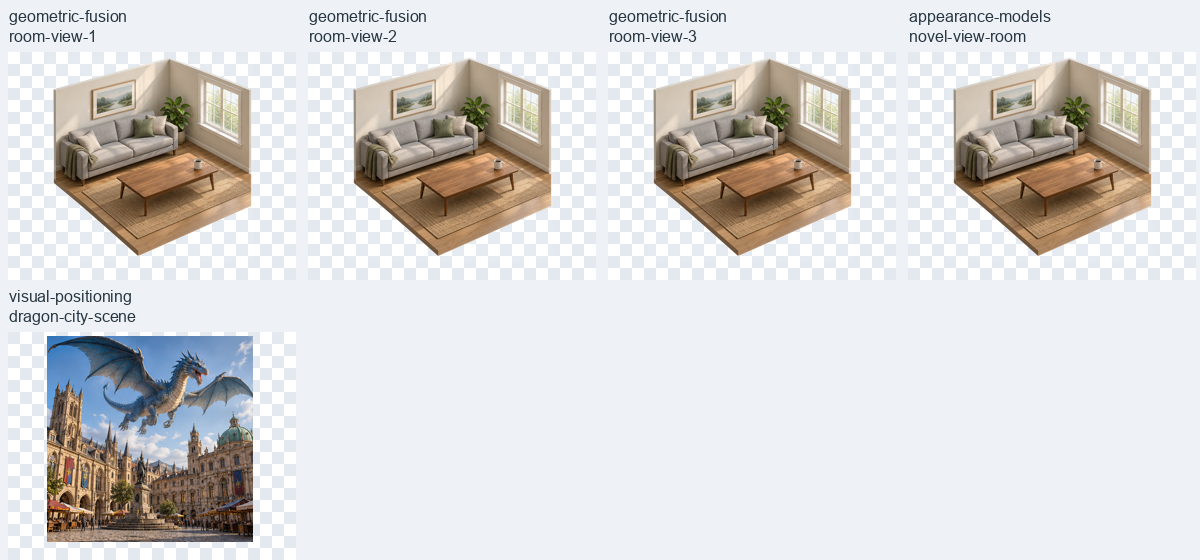 geometric-fusion
room-view-1
geometric-fusion
room-view-2
geometric-fusion
room-view-3
appearance-models
novel-view-room
visual-positioning
dragon-city-scene